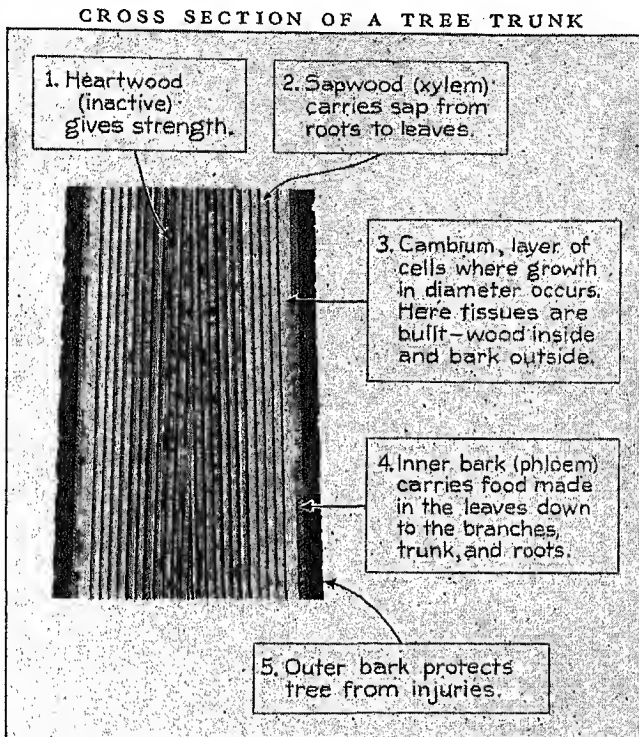 CROSS SECTION OF A TREE TRUNK
1. Heartwood
(inactive)
gives strength.
2. Sapwood (xylem)
carries sap from
roots to leaves.
3. Cambium, layer of
cells where growth
in diameter occurs.
Here tissues are
built-wood inside
and bark outside.
4. Inner bark (phloem)
carries food made
in the leaves down
to the branches,
trunk, and roots.
5. Outer bark protects
tree from injuries.